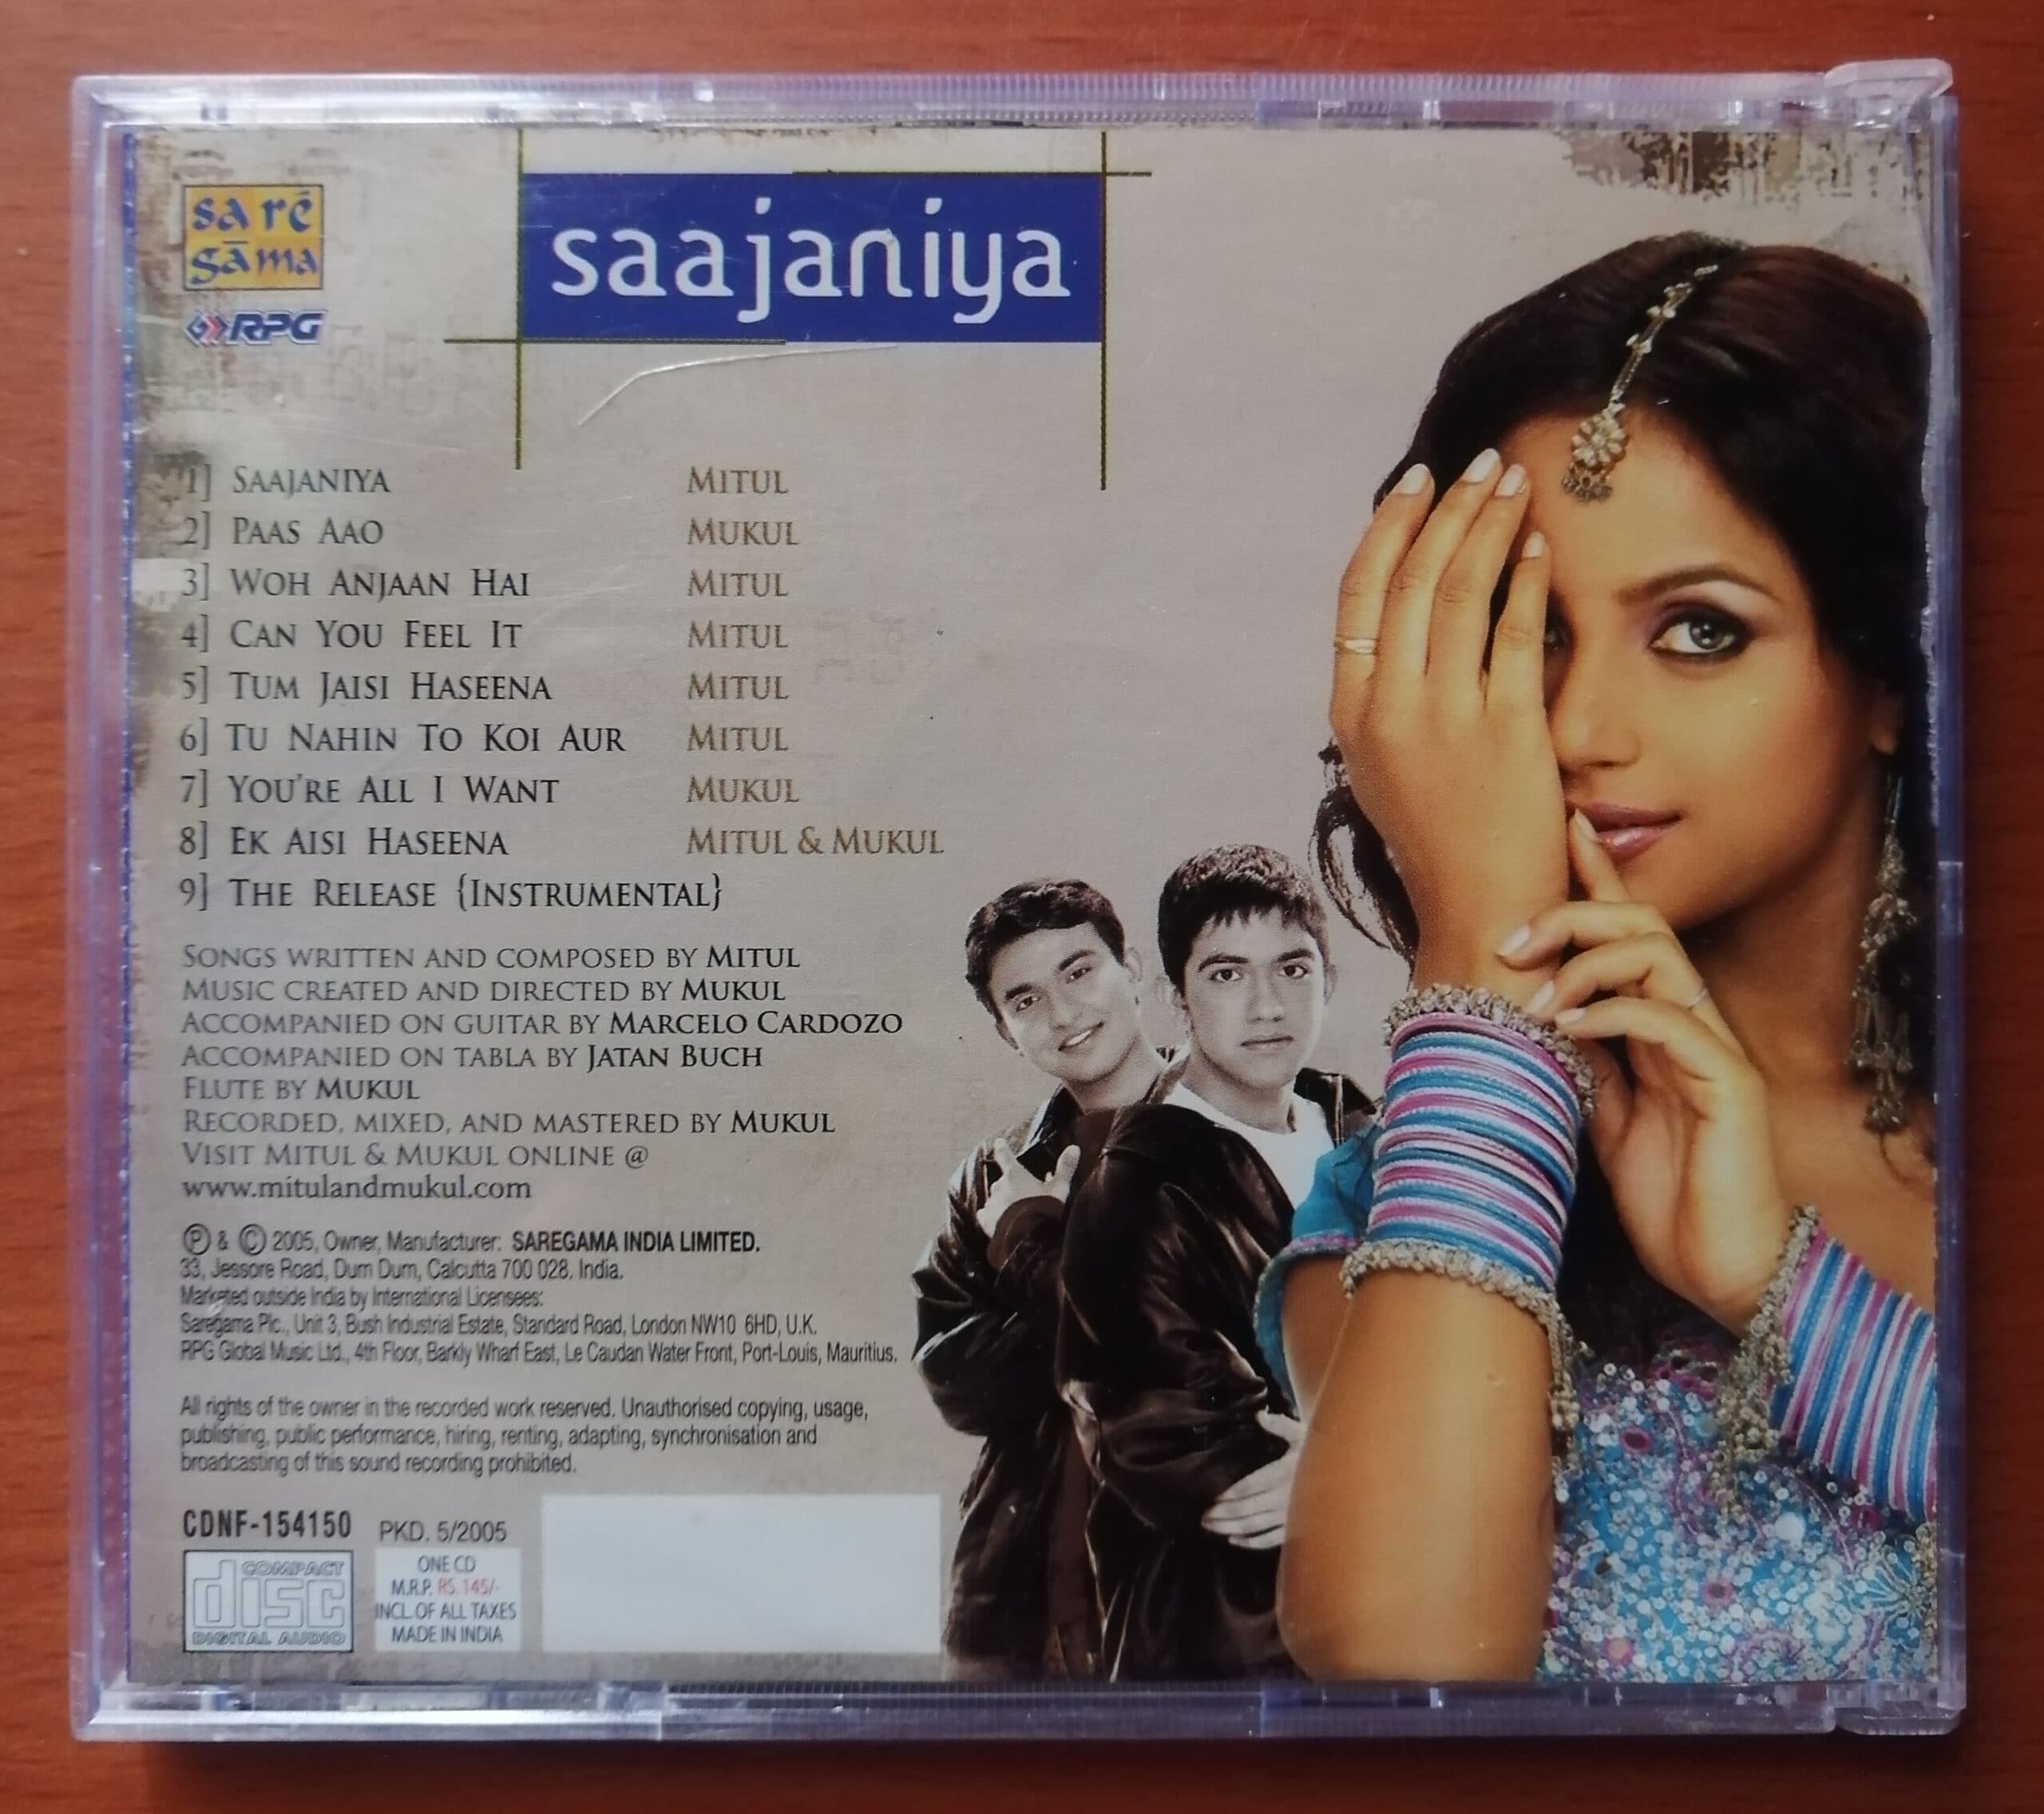 sa ré
gāma
RPG
saajaniya
1] SAAJANIYA MITUL
2] PAAS AAO MUKUL
3] WOH ANJAAN HAI MITUL
4] CAN YOU FEEL IT MITUL
5] TUM JAISI HASEENA MITUL
6] TU NAHIN TO KOI AUR MITUL
7] YOU'RE ALL I WANT MUKUL
8] EK AISI HASEENA MITUL & MUKUL
9] THE RELEASE {INSTRUMENTAL}
SONGS WRITTEN AND COMPOSED BY MITUL
MUSIC CREATED AND DIRECTED BY MUKUL
ACCOMPANIED ON GUITAR BY MARCELO CARDOZO
ACCOMPANIED ON TABLA BY JATAN BUCH
FLUTE BY MUKUL
RECORDED, MIXED, AND MASTERED BY MUKUL
VISIT MITUL & MUKUL ONLINE @
www.mitulandmukul.com
Ⓟ & © 2005, Owner, Manufacturer: SAREGAMA INDIA LIMITED.
33, Jessore Road, Dum Dum, Calcutta 700 028. India.
Marketed outside India by International Licensees:
Saregama Plc., Unit 3, Bush Industrial Estate, Standard Road, London NW10 6HD, U.K.
RPG Global Music Ltd., 4th Floor, Barkly Wharf East, Le Caudan Water Front, Port-Louis, Mauritius.
All rights of the owner in the recorded work reserved. Unauthorised copying, usage,
publishing, public performance, hiring, renting, adapting, synchronisation and
broadcasting of this sound recording prohibited.
CDNF-154150 PKD. 5/2005
COMPACT
disc
DIGITAL AUDIO
ONE CD
M.R.P. RS. 145/-
INCL. OF ALL TAXES
MADE IN INDIA